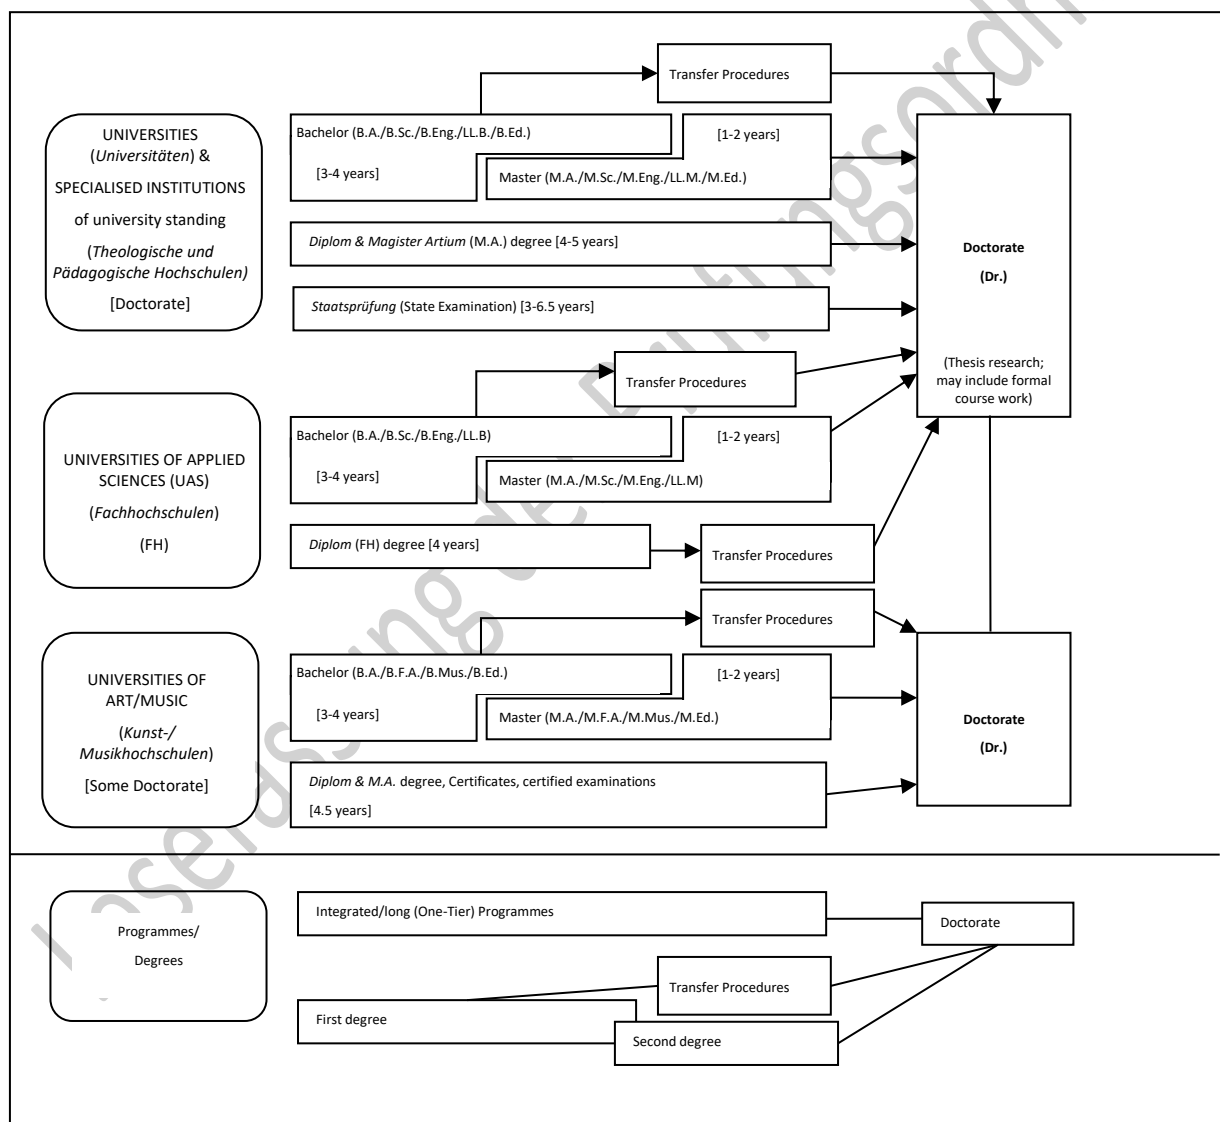 Transfer Procedures
UNIVERSITIES
(Universitäten) &
SPECIALISED INSTITUTIONS
of university standing
(Theologische und
Pädagogische Hochschulen)
[Doctorate]
Bachelor (B.A./B.Sc./B.Eng./LL.B./B.Ed.)
[3-4 years]
[1-2 years]
Master (M.A./M.Sc./M.Eng./LL.M./M.Ed.)
Diplom & Magister Artium (M.A.) degree [4-5 years]
Staatsprüfung (State Examination) [3-6.5 years]
Doctorate
(Dr.)
(Thesis research;
may include formal
course work)
Transfer Procedures
UNIVERSITIES OF APPLIED
SCIENCES (UAS)
(Fachhochschulen)
(FH)
Bachelor (B.A./B.Sc./B.Eng./LL.B)
[3-4 years]
[1-2 years]
Master (M.A./M.Sc./M.Eng./LL.M)
Diplom (FH) degree [4 years]
Transfer Procedures
Transfer Procedures
UNIVERSITIES OF
ART/MUSIC
(Kunst-/
Musikhochschulen)
[Some Doctorate]
Bachelor (B.A./B.F.A./B.Mus./B.Ed.)
[3-4 years]
[1-2 years]
Master (M.A./M.F.A./M.Mus./M.Ed.)
Diplom & M.A. degree, Certificates, certified examinations
[4.5 years]
Doctorate
(Dr.)
Programmes/
Degrees
Integrated/long (One-Tier) Programmes
Doctorate
Transfer Procedures
First degree
Second degree